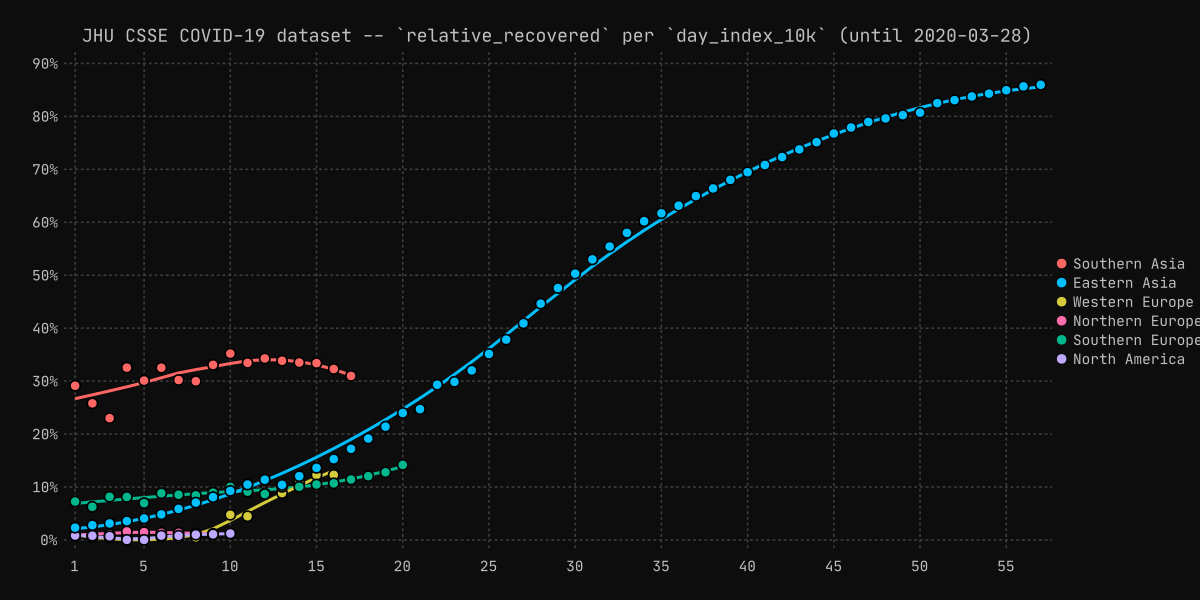 JHU CSSE COVID-19 dataset -- `relative_recovered` per `day_index_10k` (until 2020-03-28)
90%
80%
70%
60%
50%
40%
30%
20%
10%
0%
1 5 10 15 20 25 30 35 40 45 50 55
Southern Asia
Eastern Asia
Western Europe
Northern Europe
Southern Europe
North America